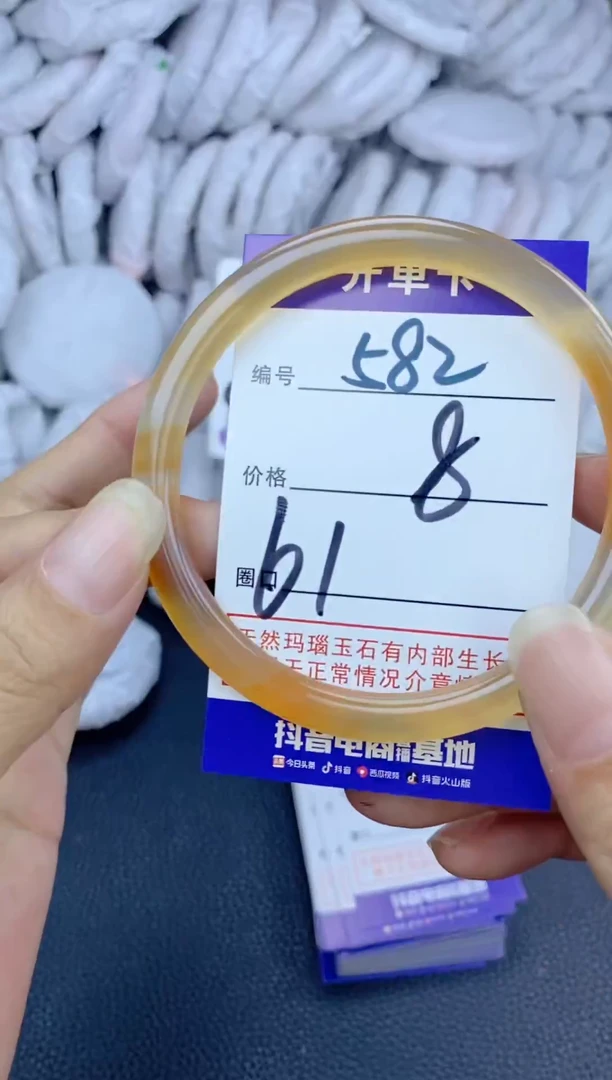 开单卡
编号 582
价格 8
圈口 61
天然玛瑙玉石有内部生长
正常情况介意
抖音电商直播基地
今日头条 抖音 西瓜视频 抖音火山版